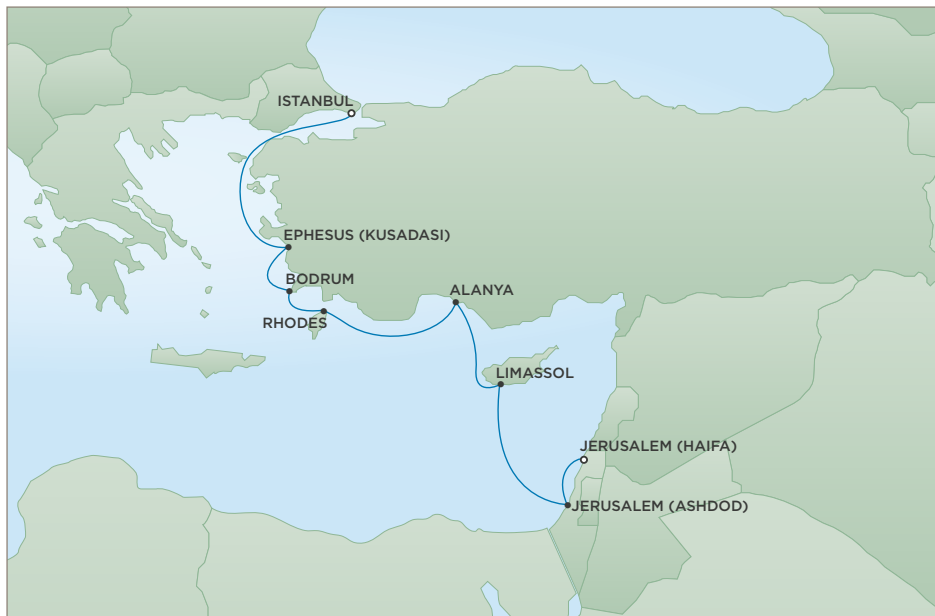 ISTANBUL
EPHESUS (KUSADASI)
BODRUM
ALANYA
RHODES
LIMASSOL
JERUSALEM (HAIFA)
JERUSALEM (ASHDOD)